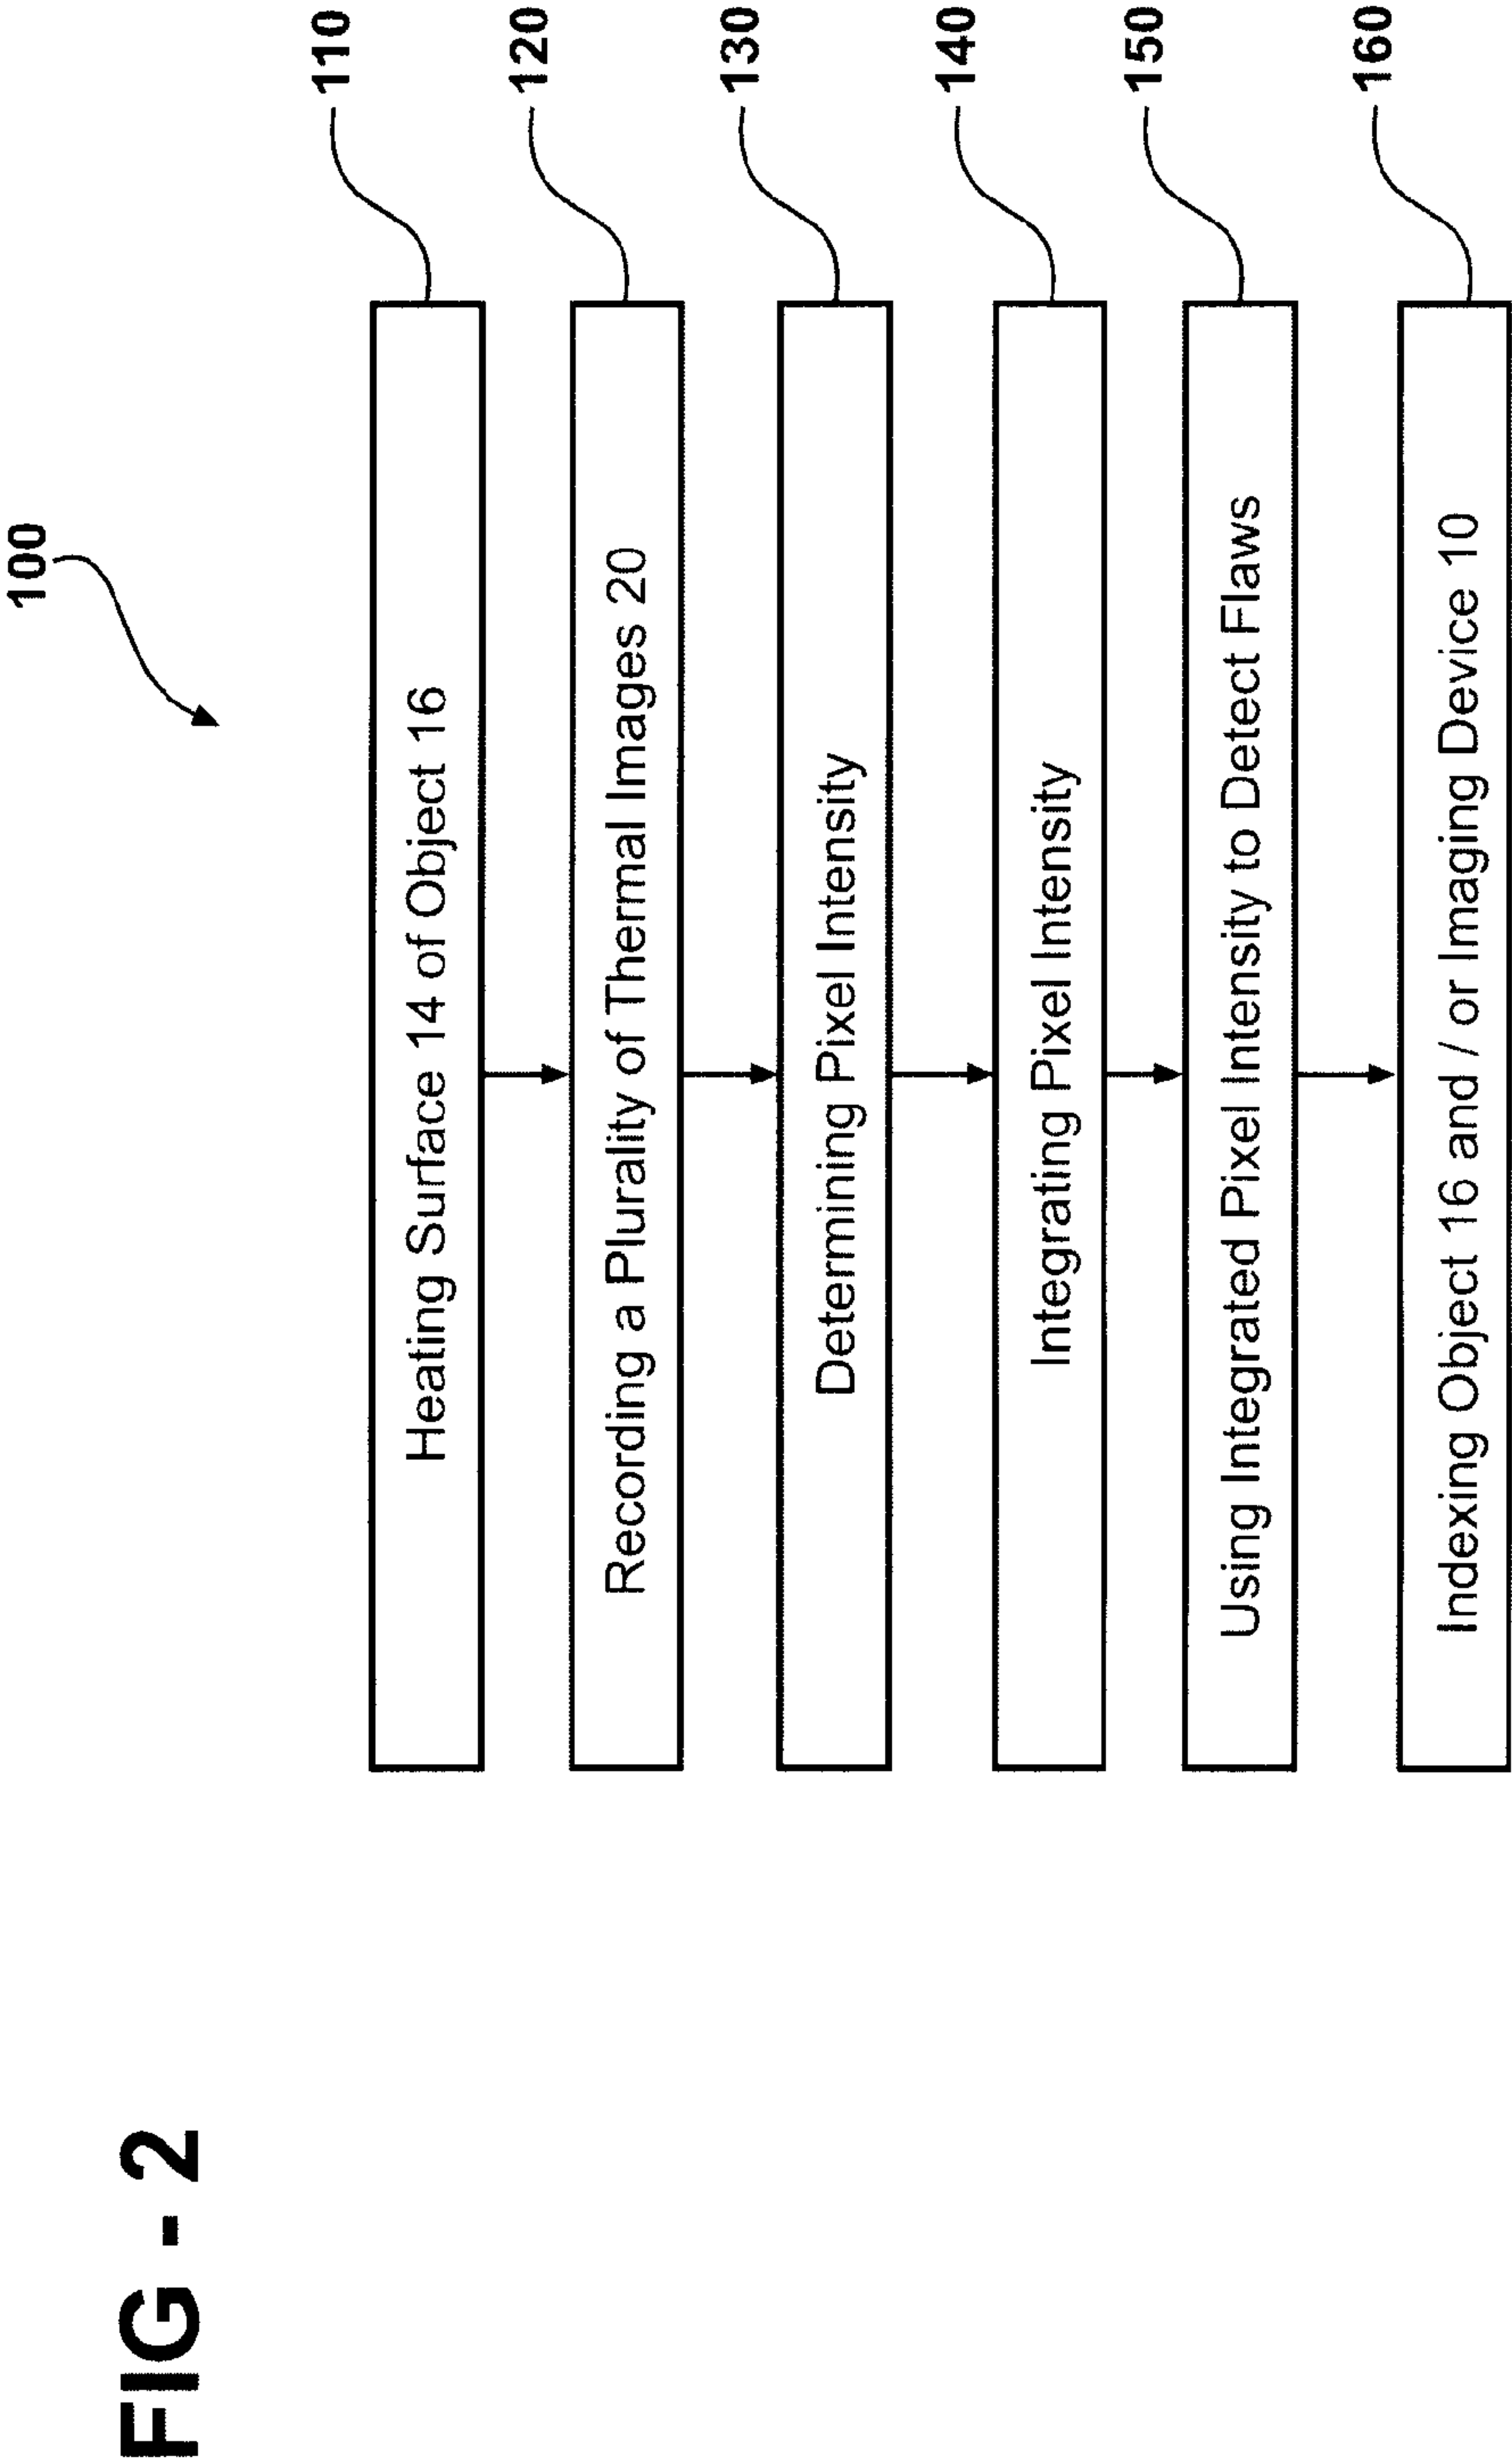 FIG - 2
100
110
Heating Surface 14 of Object 16
120
Recording a Plurality of Thermal Images 20
130
Determining Pixel Intensity
140
Integrating Pixel Intensity
150
Using Integrated Pixel Intensity to Detect Flaws
160
Indexing Object 16 and / or Imaging Device 10